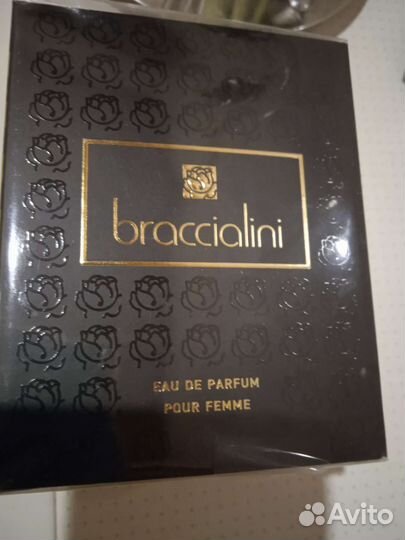 braccialini
EAU DE PARFUM
POUR FEMME
Avito